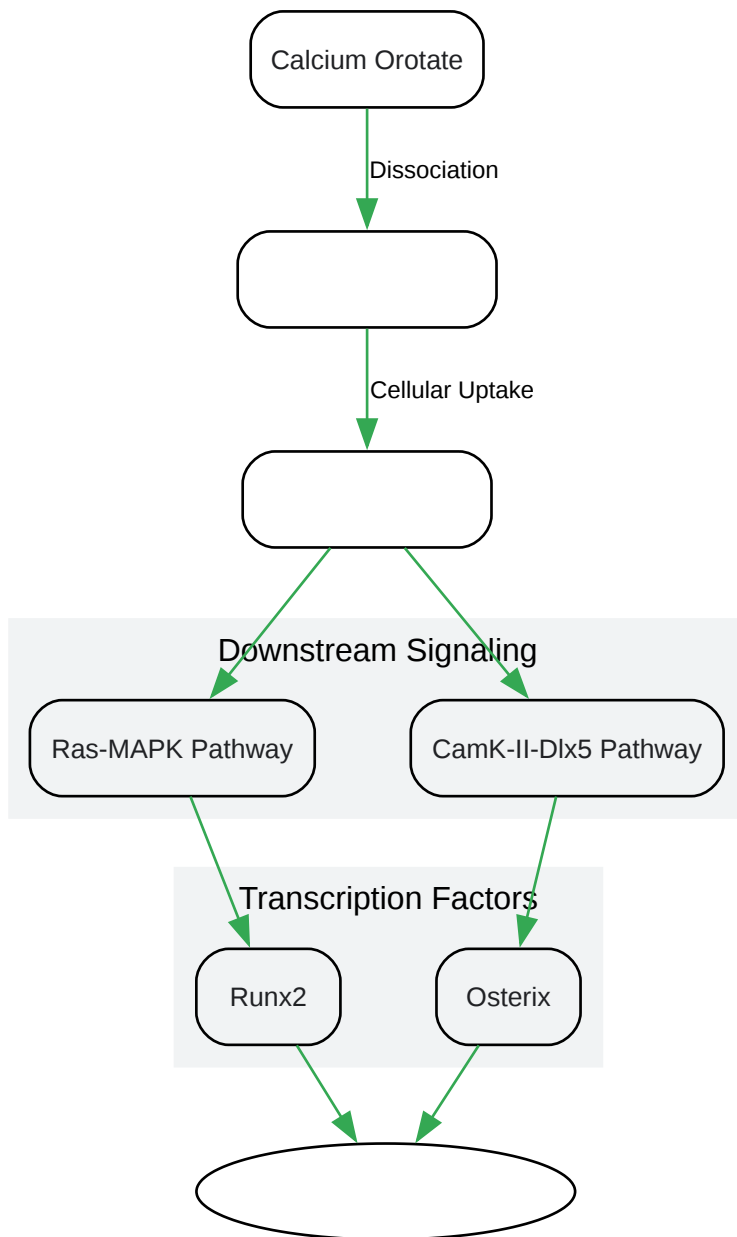 Calcium Orotate
Dissociation
Cellular Uptake
Downstream Signaling
Ras-MAPK Pathway
CamK-II-Dlx5 Pathway
Transcription Factors
Runx2
Osterix